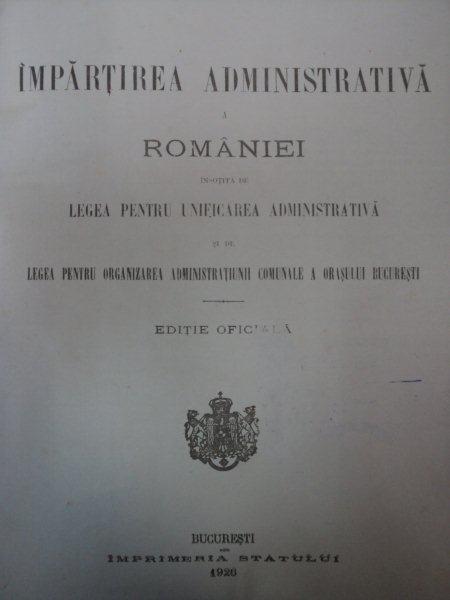 ÎMPĂRȚIREA ADMINISTRATIVĂ
A
ROMÂNIEI
ÎNSOȚITĂ DE
LEGEA PENTRU UNIFICAREA ADMINISTRATIVĂ
ȘI DE
LEGEA PENTRU ORGANIZAREA ADMINISTRAȚIUNII COMUNALE A ORAȘULUI BUCUREȘTI
EDIȚIE OFICIALĂ
BUCUREȘTI
IMPRIMERIA STATULUI
1926